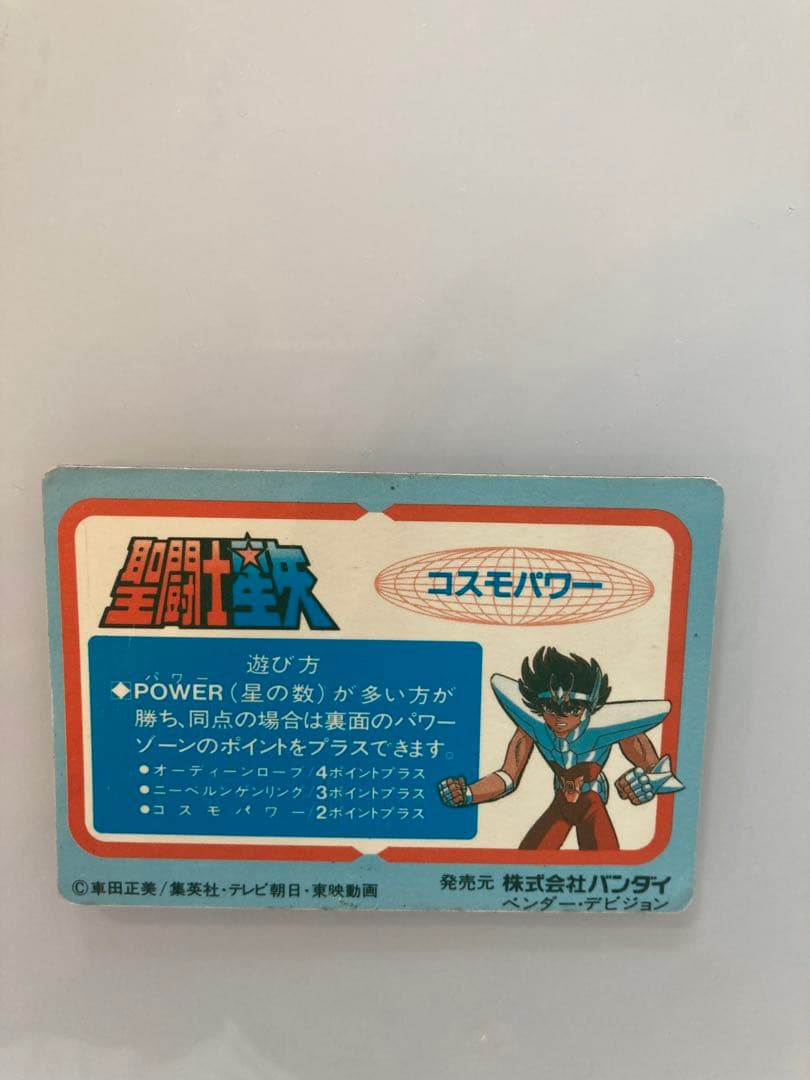 聖闘士星矢
コスモパワー
遊び方
パワー
◆POWER(星の数)が多い方が
勝ち、同点の場合は裏面のパワー
ゾーンのポイントをプラスできます。
●オーディーンローブ/4ポイントプラス
●ニーベルンゲンリング/3ポイントプラス
●コスモパワー/2ポイントプラス
©車田正美/集英社・テレビ朝日・東映動画
発売元 株式会社バンダイ
ベンダー・デビジョン